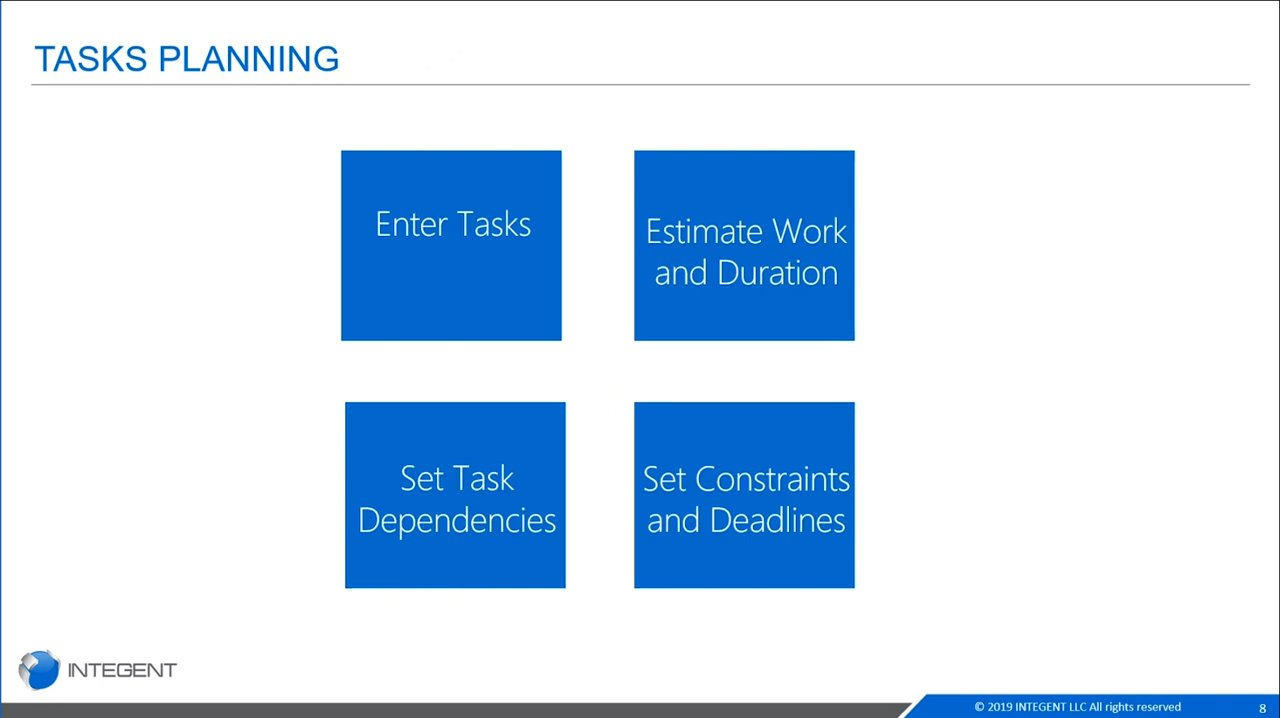 TASKS PLANNING
Enter Tasks
Estimate Work
and Duration
Set Task
Dependencies
Set Constraints
and Deadlines
INTEGENT
© 2019 INTEGENT LLC All rights reserved
8